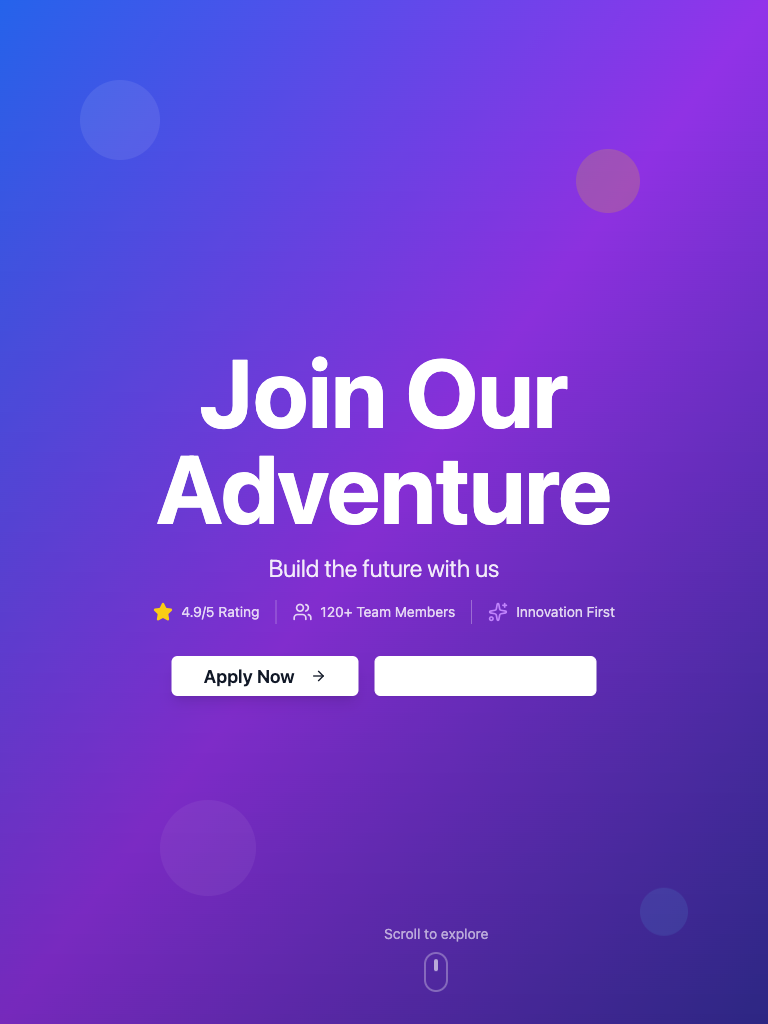 Join Our
Adventure
Build the future with us
4.9/5 Rating
120+ Team Members
Innovation First
Apply Now
Scroll to explore